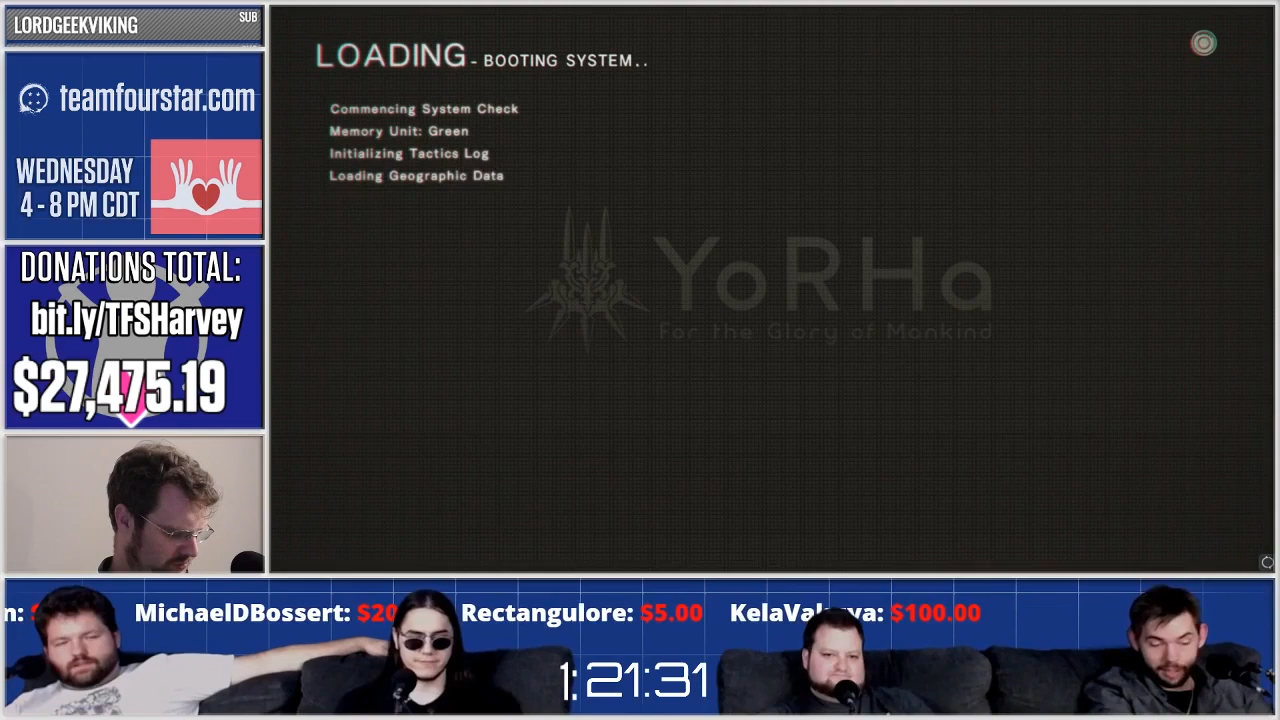 LORDGEEKVIKING
SUB
teamfourstar.com
WEDNESDAY
4 - 8 PM CDT
DONATIONS TOTAL:
bit.ly/TFSHarvey
$27,475.19
LOADING - BOOTING SYSTEM..
Commencing System Check
Memory Unit: Green
Initializing Tactics Log
Loading Geographic Data
YoRHa
For the Glory of Mankind
n: MichaelDBossert: $20 Rectangulore: $5.00 $100.00
1:21:31